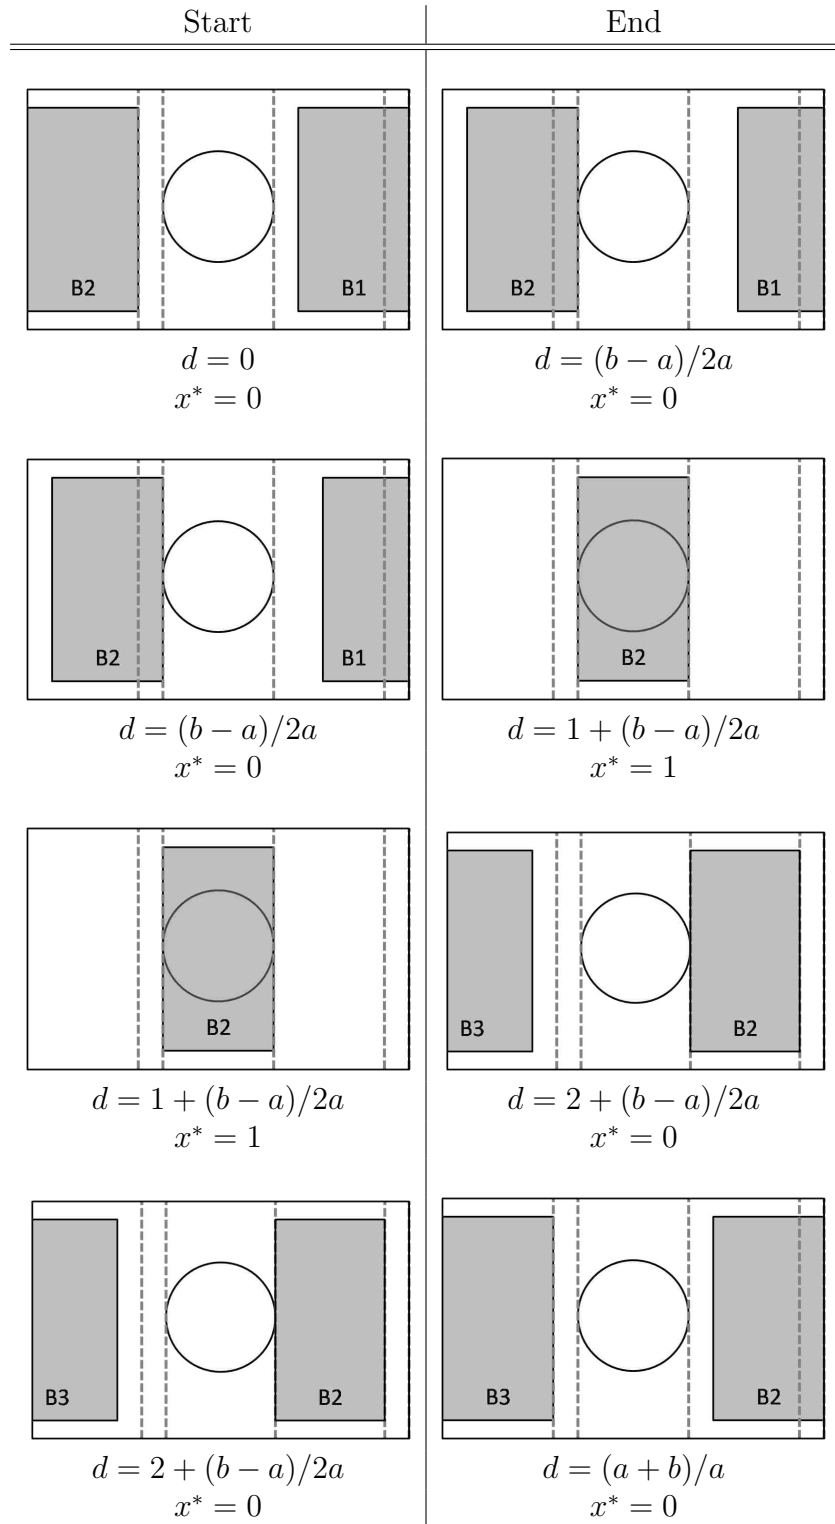 Start End
B2 B1 B2 B1
d = 0 d = (b − a)/2a
x* = 0 x* = 0
B2 B1 B2
d = (b − a)/2a d = 1 + (b − a)/2a
x* = 0 x* = 1
B2 B3 B2
d = 1 + (b − a)/2a d = 2 + (b − a)/2a
x* = 1 x* = 0
B3 B2 B3 B2
d = 2 + (b − a)/2a d = (a + b)/a
x* = 0 x* = 0